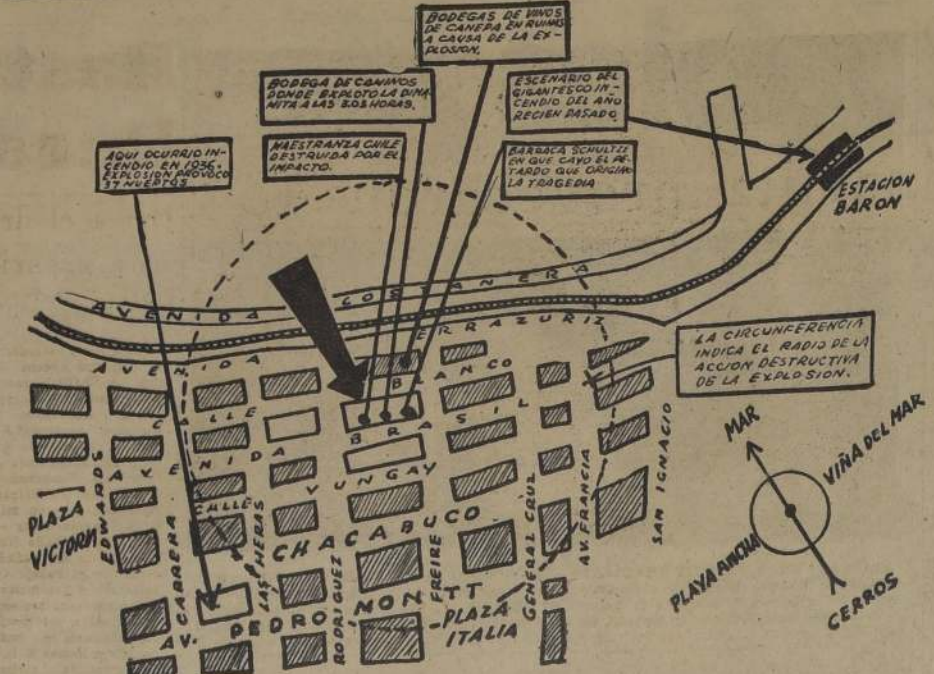 BODEGAS DE VINOS
DE CANEPA EN RUINAS
A CAUSA DE LA EX-
PLOSION.
BODEGA DE CAMINOS
DONDE EXPLOTO LA DINA-
MITA A LAS 3.05 HORAS.
ESCENARIO DEL
GIGANTESCO IN-
CENDIO DEL AÑO
RECIEN PASADO
AQUI OCURRIO IN-
CENDIO EN 1936.
EXPLOSION PROVOCO
37 MUERTOS
MAESTRANZA CHILE
DESTRUIDA POR EL
IMPACTO.
BARRACA SCHULTZE
EN QUE CAYO EL PE-
TARDO QUE ORIGINO
LA TRAGEDIA
ESTACION
BARON
AVENIDA COSTANERA
AVENIDA ERRAZURIZ
LA CIRCUNFERENCIA
INDICA EL RADIO DE LA
ACCION DESTRUCTIVA
DE LA EXPLOSION.
CALLE BLANCO
AVENIDA BRASIL
CALLE YUNGAY
CHACABUCO
AV. PEDRO MONTT
PLAZA
VICTORIA
EDWARDS
CABRERA
LAS HERAS
RODRIGUEZ
FREIRE
PLAZA
ITALIA
GENERAL CRUZ
AV. FRANCIA
SAN IGNACIO
MAR
VIÑA DEL MAR
PLAYA ANCHA
CERROS